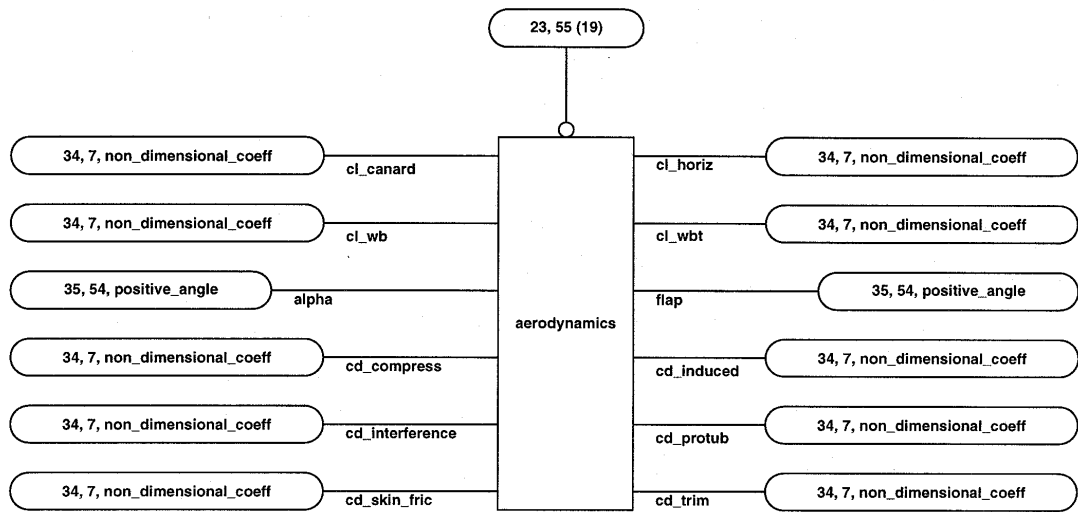 23, 55 (19)
34, 7, non_dimensional_coeff
cl_canard
cl_horiz
34, 7, non_dimensional_coeff
34, 7, non_dimensional_coeff
cl_wb
cl_wbt
34, 7, non_dimensional_coeff
35, 54, positive_angle
alpha
flap
35, 54, positive_angle
aerodynamics
34, 7, non_dimensional_coeff
cd_compress
cd_induced
34, 7, non_dimensional_coeff
34, 7, non_dimensional_coeff
cd_interference
cd_protub
34, 7, non_dimensional_coeff
34, 7, non_dimensional_coeff
cd_skin_fric
cd_trim
34, 7, non_dimensional_coeff